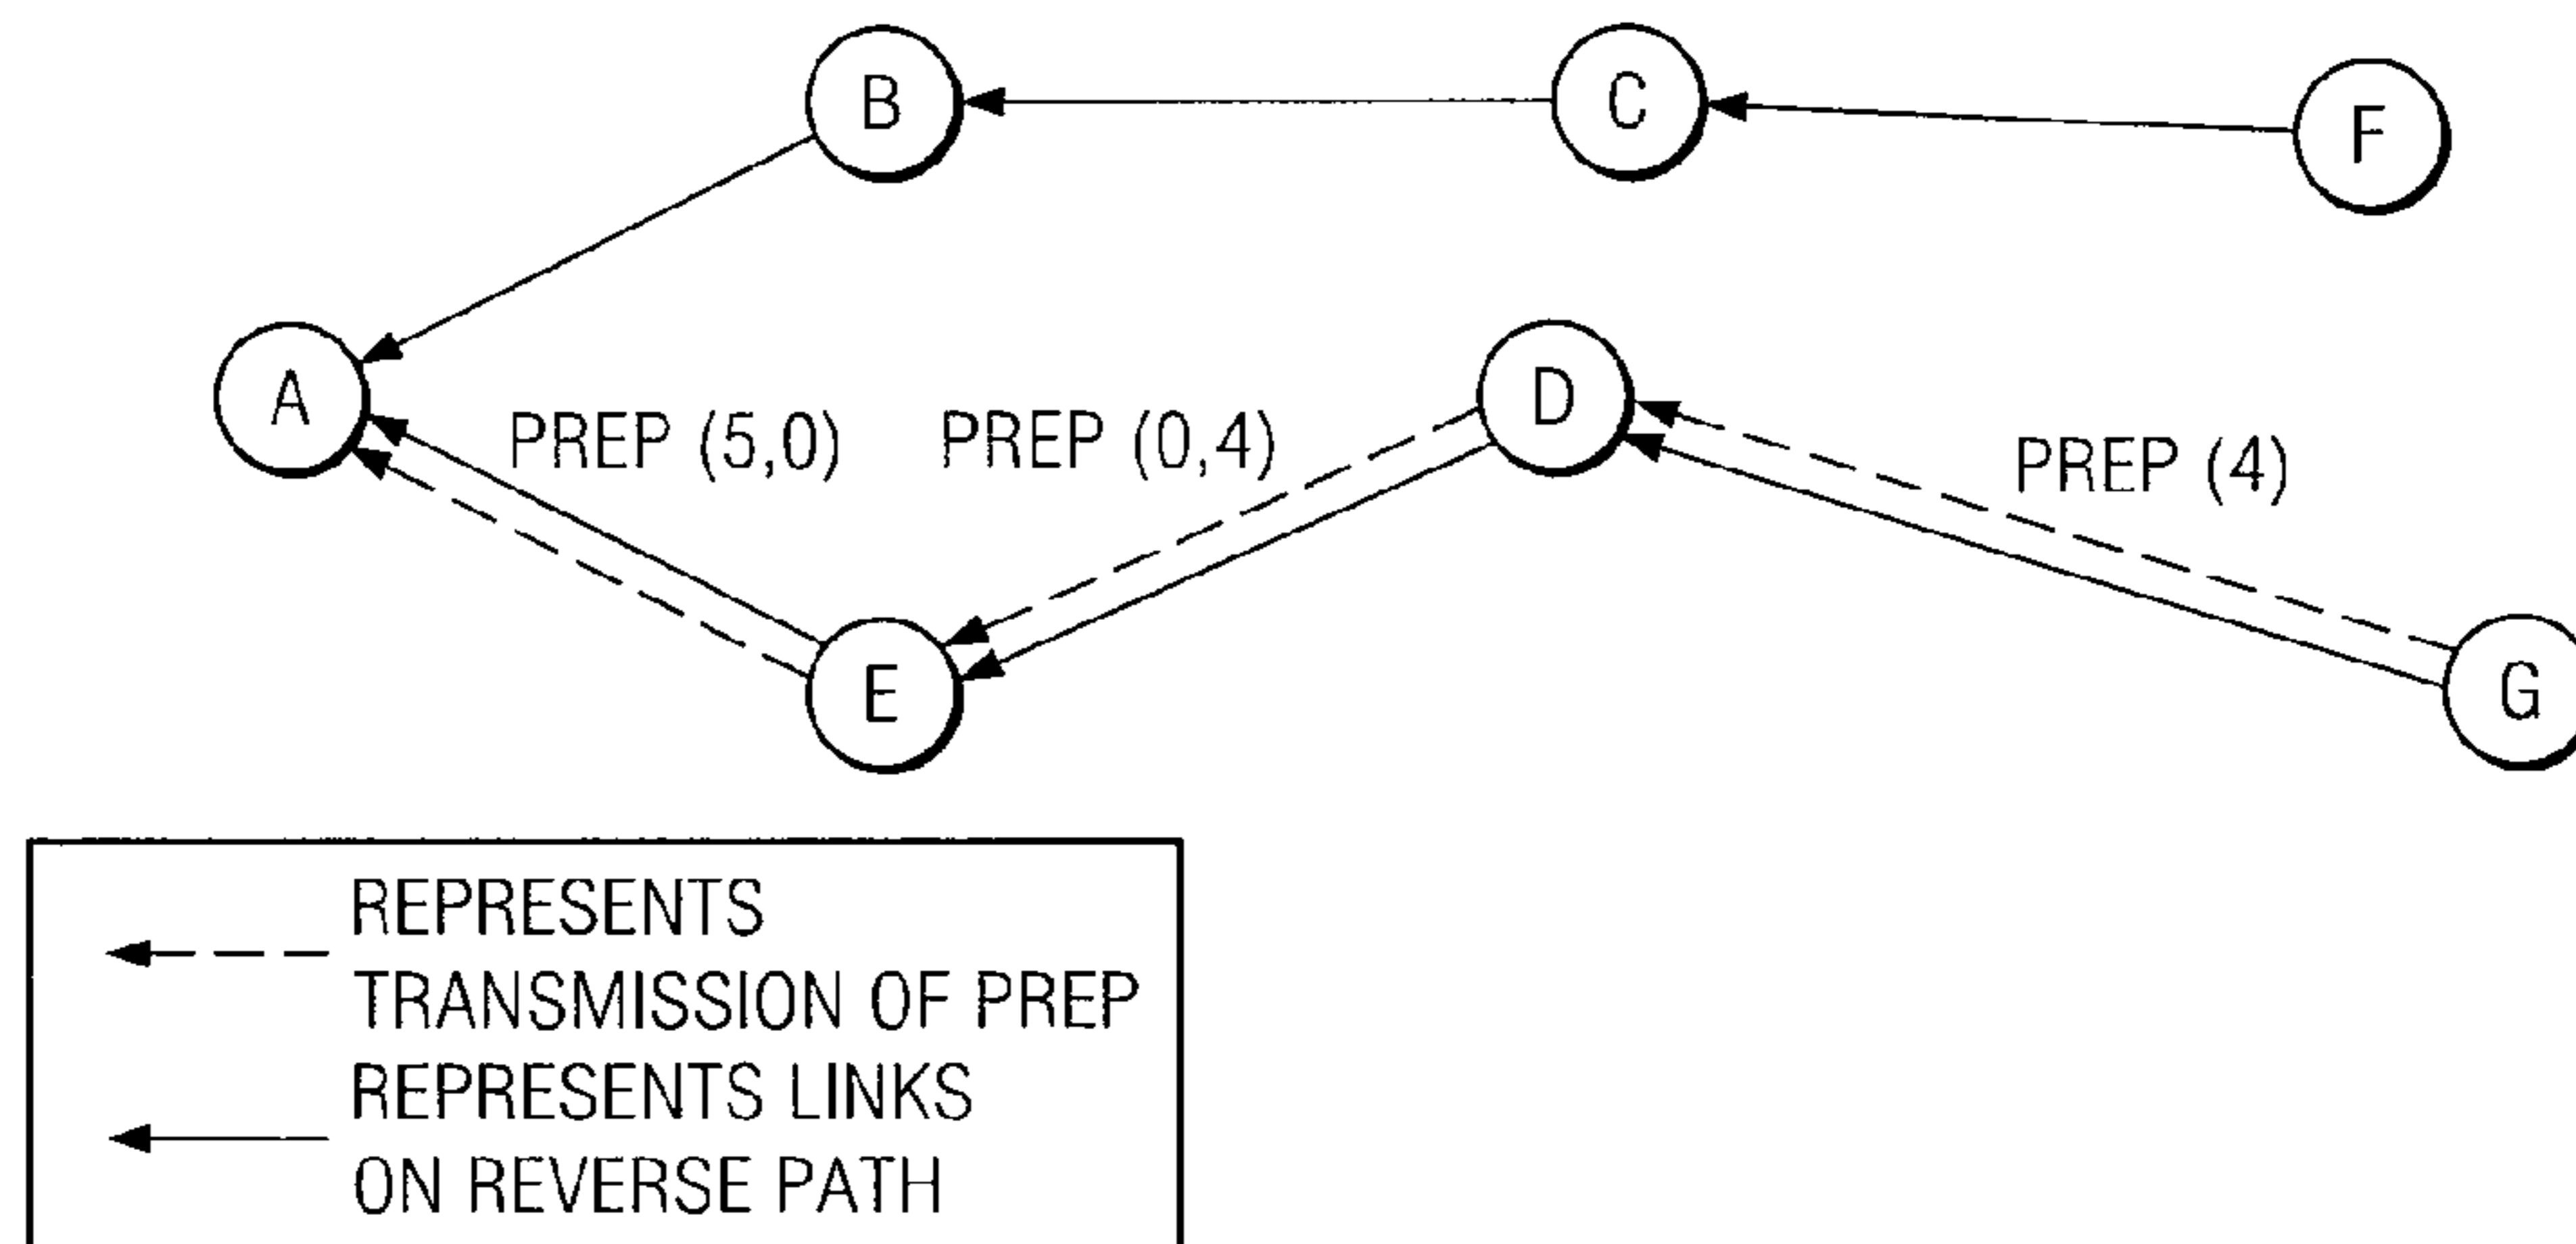 B
C
F
A
PREP (5,0)
PREP (0,4)
D
PREP (4)
E
G
REPRESENTS
TRANSMISSION OF PREP
REPRESENTS LINKS
ON REVERSE PATH